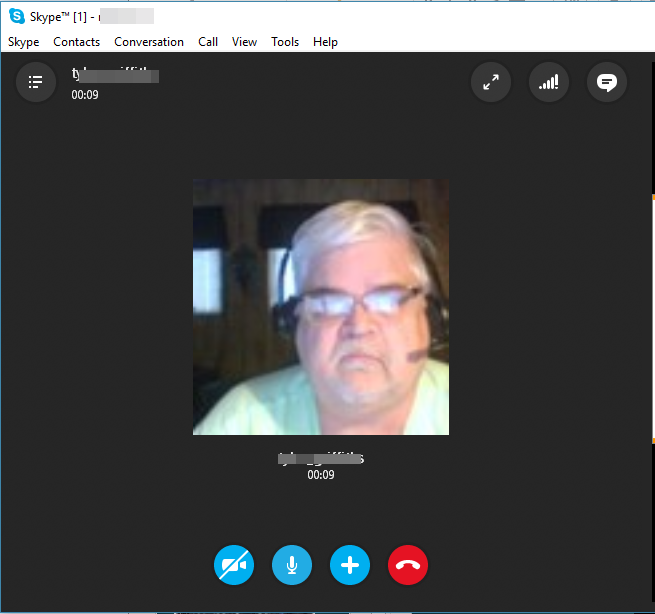 Skype™ [1] -
Skype Contacts Conversation Call View Tools Help
00:09
00:09